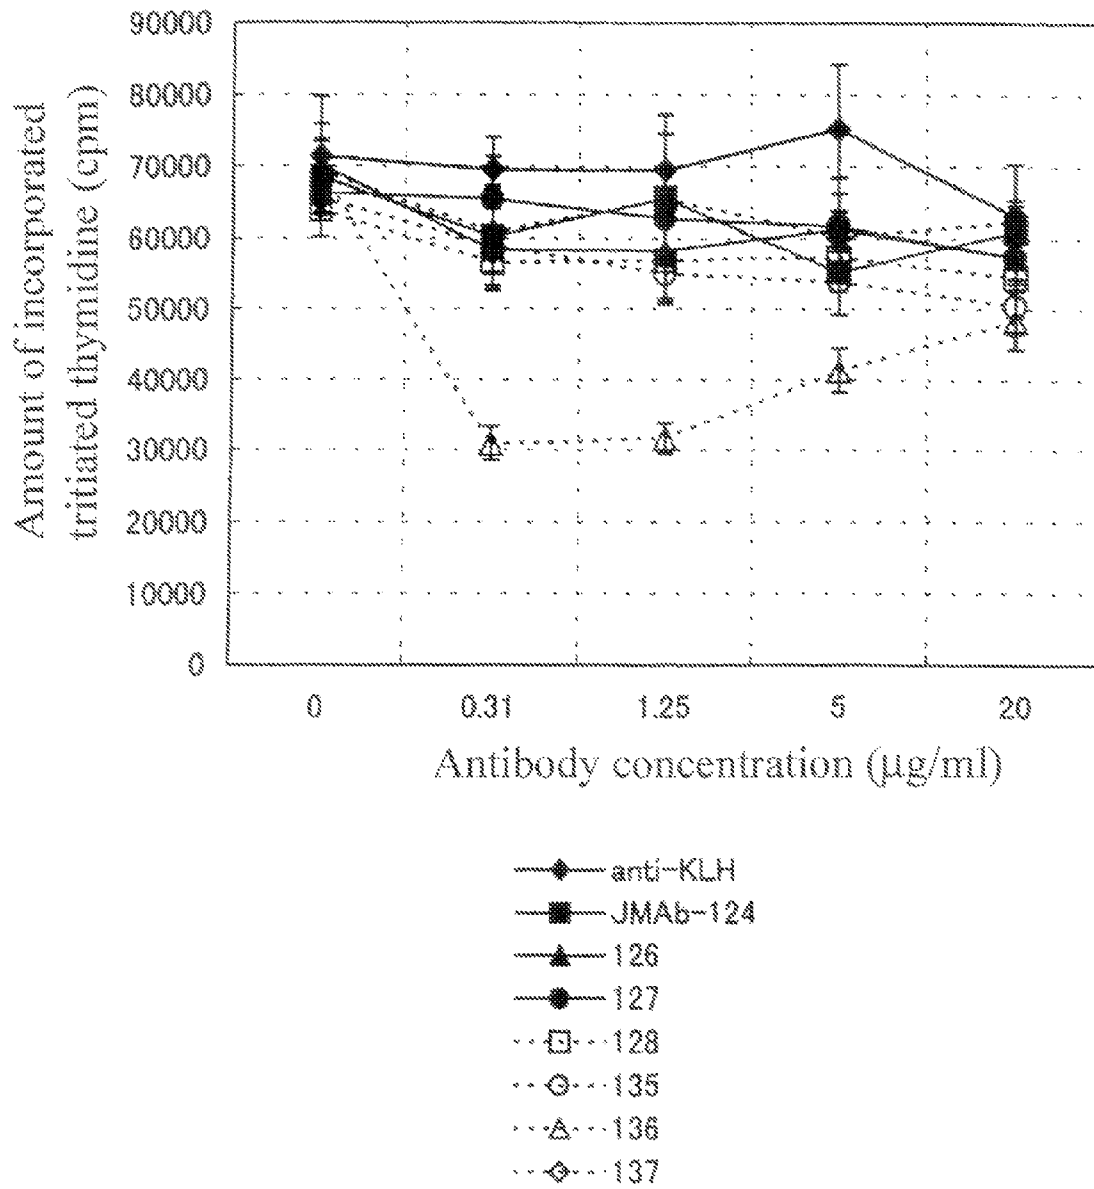 Amount of incorporated
tritiated thymidine (cpm)
90000
80000
70000
60000
50000
40000
30000
20000
10000
0
0 0.31 1.25 5 20
Antibody concentration (μg/ml)
anti-KLH
JMAb-124
126
127
128
135
136
137